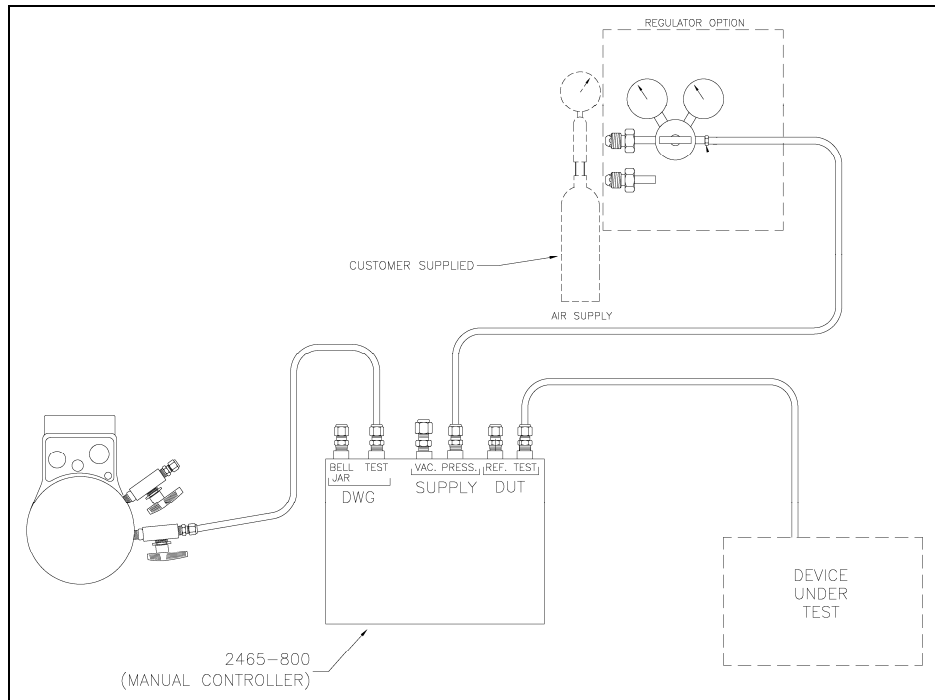 REGULATOR OPTION
CUSTOMER SUPPLIED
AIR SUPPLY
BELL JAR TEST
DWG
VAC. PRESS.
SUPPLY
REF. TEST
DUT
DEVICE
UNDER
TEST
2465-800
(MANUAL CONTROLLER)